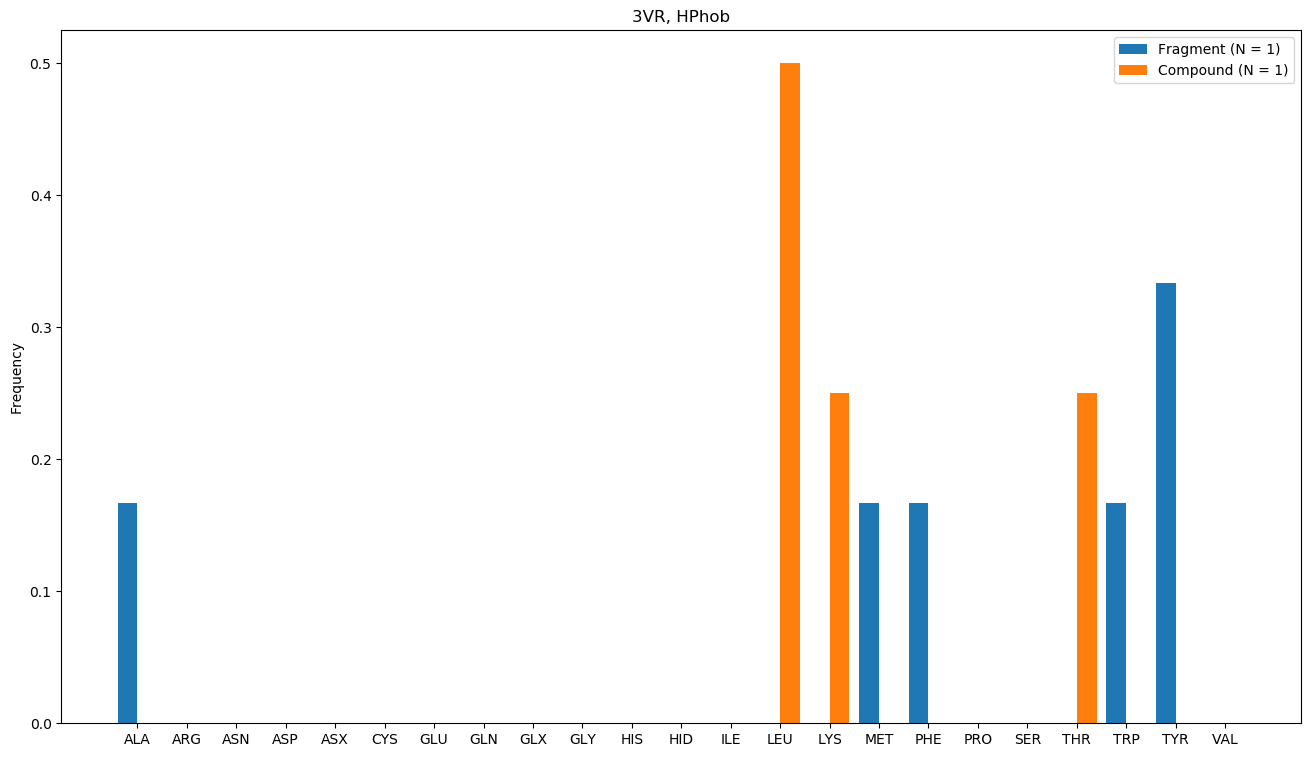 3VR, HPhob
Fragment (N = 1)
Compound (N = 1)
Frequency
0.5
0.4
0.3
0.2
0.1
0.0
ALA ARG ASN ASP ASX CYS GLU GLN GLX GLY HIS HID ILE LEU LYS MET PHE PRO SER THR TRP TYR VAL